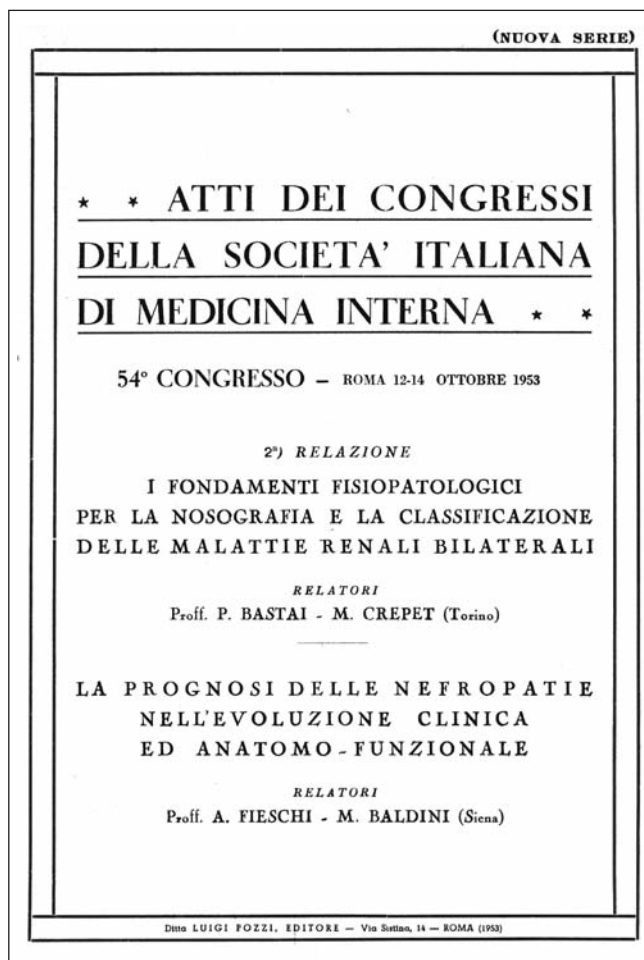 (NUOVA SERIE)
* * ATTI DEI CONGRESSI
DELLA SOCIETA' ITALIANA
DI MEDICINA INTERNA * *
54° CONGRESSO – ROMA 12-14 OTTOBRE 1953
2ª) RELAZIONE
I FONDAMENTI FISIOPATOLOGICI
PER LA NOSOGRAFIA E LA CLASSIFICAZIONE
DELLE MALATTIE RENALI BILATERALI
RELATORI
Proff. P. BASTAI - M. CREPET (Torino)
LA PROGNOSI DELLE NEFROPATIE
NELL'EVOLUZIONE CLINICA
ED ANATOMO-FUNZIONALE
RELATORI
Proff. A. FIESCHI - M. BALDINI (Siena)
Ditta LUIGI POZZI, EDITORE — Via Sistina, 14 — ROMA (1953)